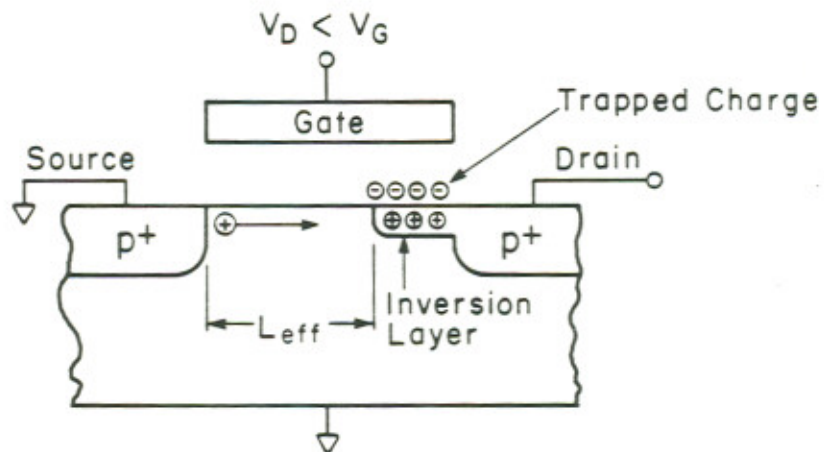 V_D < V_G
Gate
Trapped Charge
Source
Drain
⊖⊖⊖⊖
⊕
⊕⊕⊕
p+
p+
L_eff
Inversion
Layer